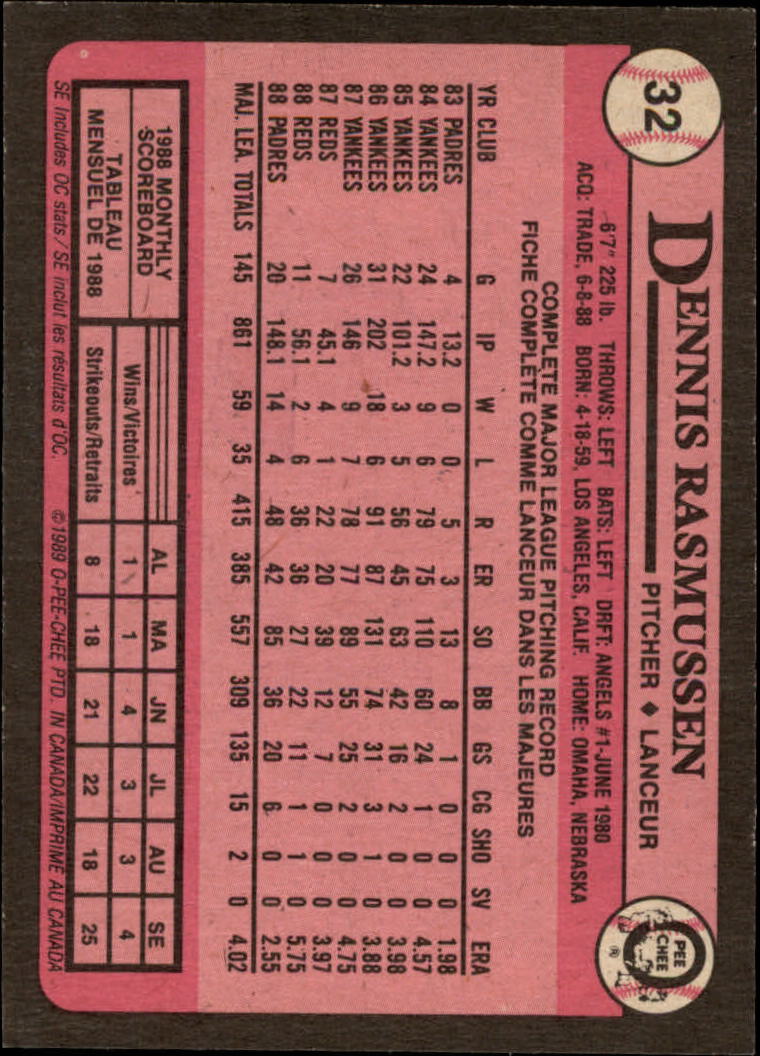 32
DENNIS RASMUSSEN
PITCHER ♦ LANCEUR
O PEE CHEE ®
6'7" 225 lb. THROWS: LEFT BATS: LEFT DRFT: ANGELS #1-JUNE 1980
ACQ: TRADE, 6-8-88 BORN: 4-18-59, LOS ANGELES, CALIF. HOME: OMAHA, NEBRASKA
COMPLETE MAJOR LEAGUE PITCHING RECORD
FICHE COMPLETE COMME LANCEUR DANS LES MAJEURES
YR CLUB G IP W L R ER SO BB GS CG SHO SV ERA
83 PADRES 4 13.2 0 0 5 3 13 8 1 0 0 0 1.98
84 YANKEES 24 147.2 9 6 79 75 110 60 24 1 0 0 4.57
85 YANKEES 22 101.2 3 5 56 45 63 42 16 2 0 0 3.98
86 YANKEES 31 202 18 6 91 87 131 74 31 3 1 0 3.88
87 YANKEES 26 146 9 7 78 77 89 55 25 2 0 0 4.75
87 REDS 7 45.1 4 1 22 20 39 12 7 0 0 0 3.97
88 REDS 11 56.1 2 6 36 36 27 22 11 1 1 0 5.75
88 PADRES 20 148.1 14 4 48 42 85 36 20 6 0 0 2.55
MAJ. LEA. TOTALS 145 861 59 35 415 385 557 309 135 15 2 0 4.02
1988 MONTHLY SCOREBOARD
TABLEAU MENSUEL DE 1988
AL MA JN JL AU SE
Wins/Victoires 1 1 4 3 3 4
Strikeouts/Retraits 8 18 21 22 18 25
SE Includes OC stats / SE inclut les résultats d'OC. ©1989 O-PEE-CHEE PTD. IN CANADA/IMPRIMÉ AU CANADA